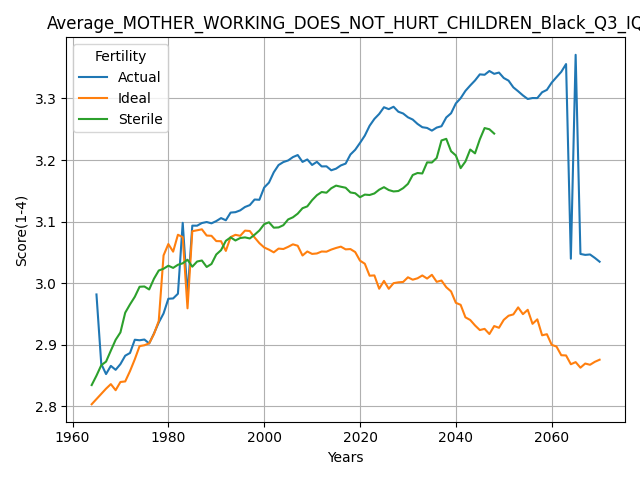 Average_MOTHER_WORKING_DOES_NOT_HURT_CHILDREN_Black_Q3_IQ
Fertility
Actual
Ideal
Sterile
Score(1-4)
3.3
3.2
3.1
3.0
2.9
2.8
1960 1980 2000 2020 2040 2060
Years